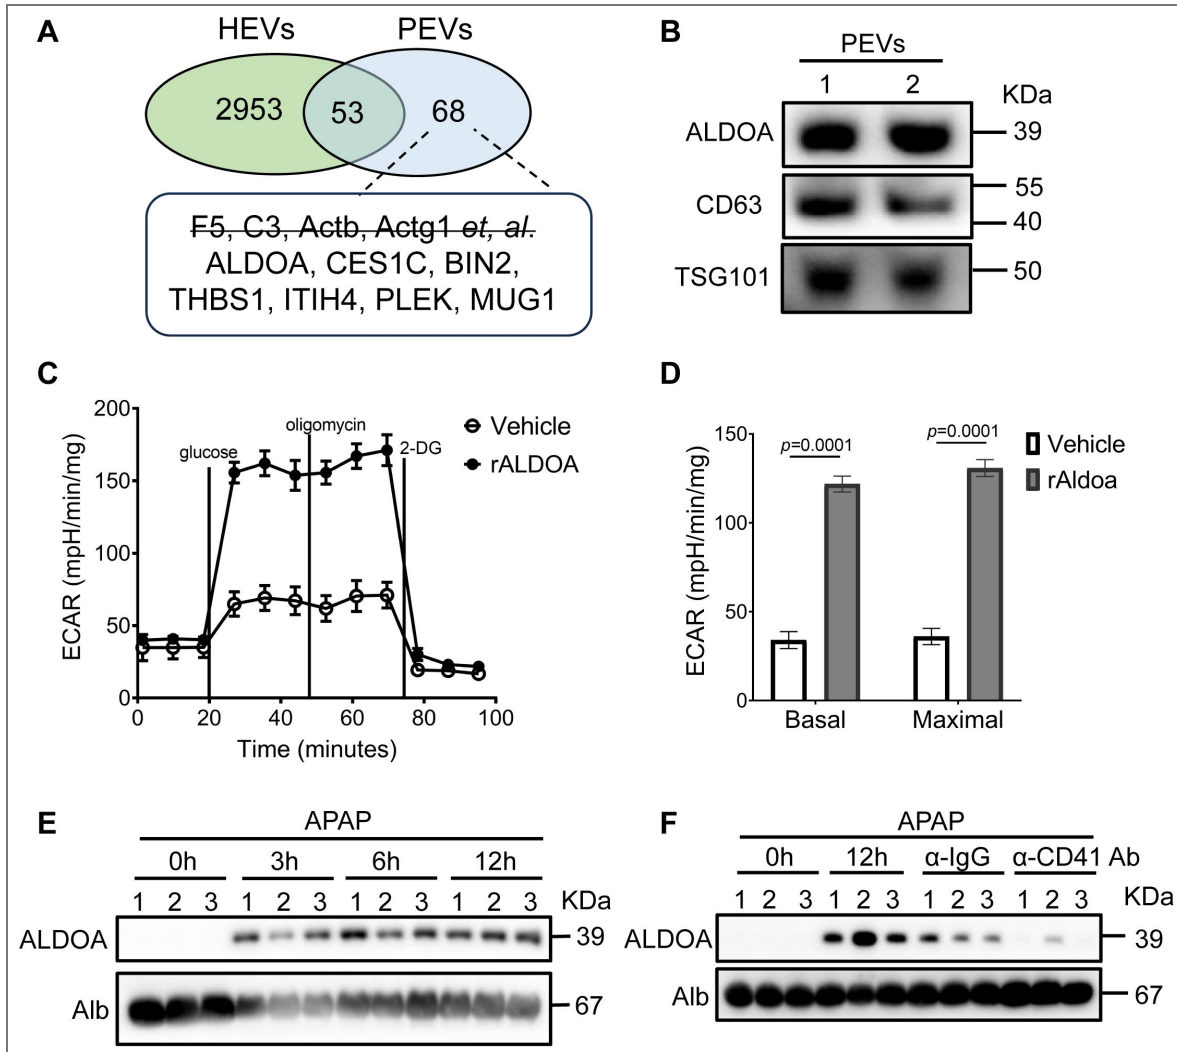 A
HEVs PEVs
2953 53 68
F5, C3, Actb, Actg1 et, al.
ALDOA, CES1C, BIN2,
THBS1, ITIH4, PLEK, MUG1
B
PEVs
1 2
KDa
ALDOA 39
CD63 55
40
TSG101 50
C
ECAR (mpH/min/mg)
200
150
100
50
0
0 20 40 60 80 100
Time (minutes)
glucose
oligomycin
2-DG
Vehicle
rALDOA
D
ECAR (mpH/min/mg)
150
100
50
0
p=0.0001 p=0.0001
Basal Maximal
Vehicle
rAldoa
E
APAP
0h 3h 6h 12h
1 2 3 1 2 3 1 2 3 1 2 3 KDa
ALDOA 39
Alb 67
F
APAP
0h 12h α-IgG α-CD41 Ab
1 2 3 1 2 3 1 2 3 1 2 3 KDa
ALDOA 39
Alb 67